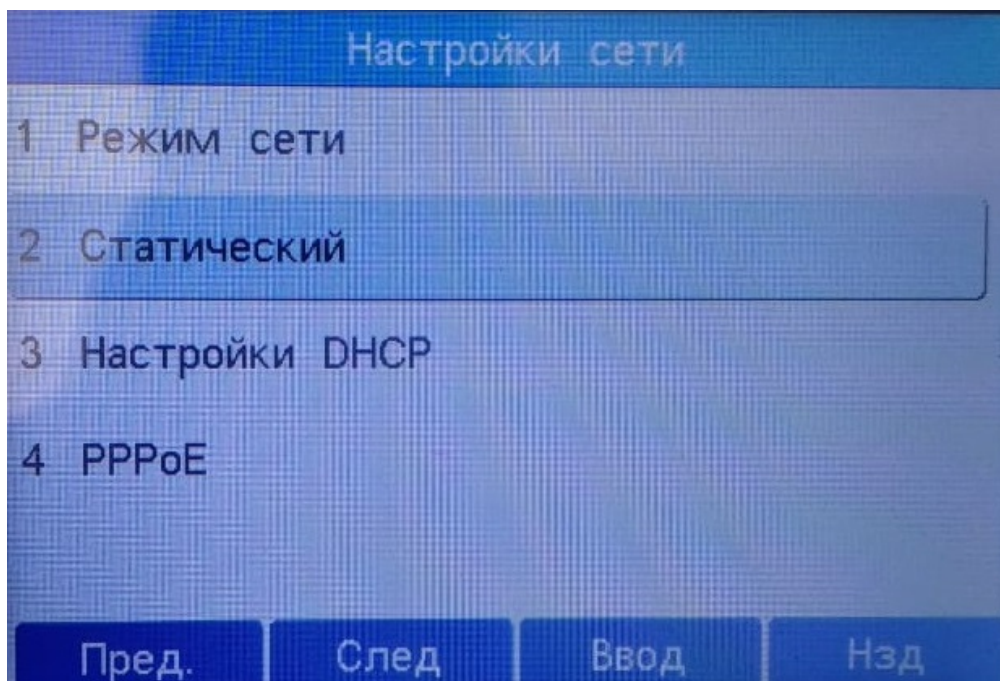 Настройки сети
1 Режим сети
2 Статический
3 Настройки DHCP
4 PPPoE
Пред. След Ввод Нзд